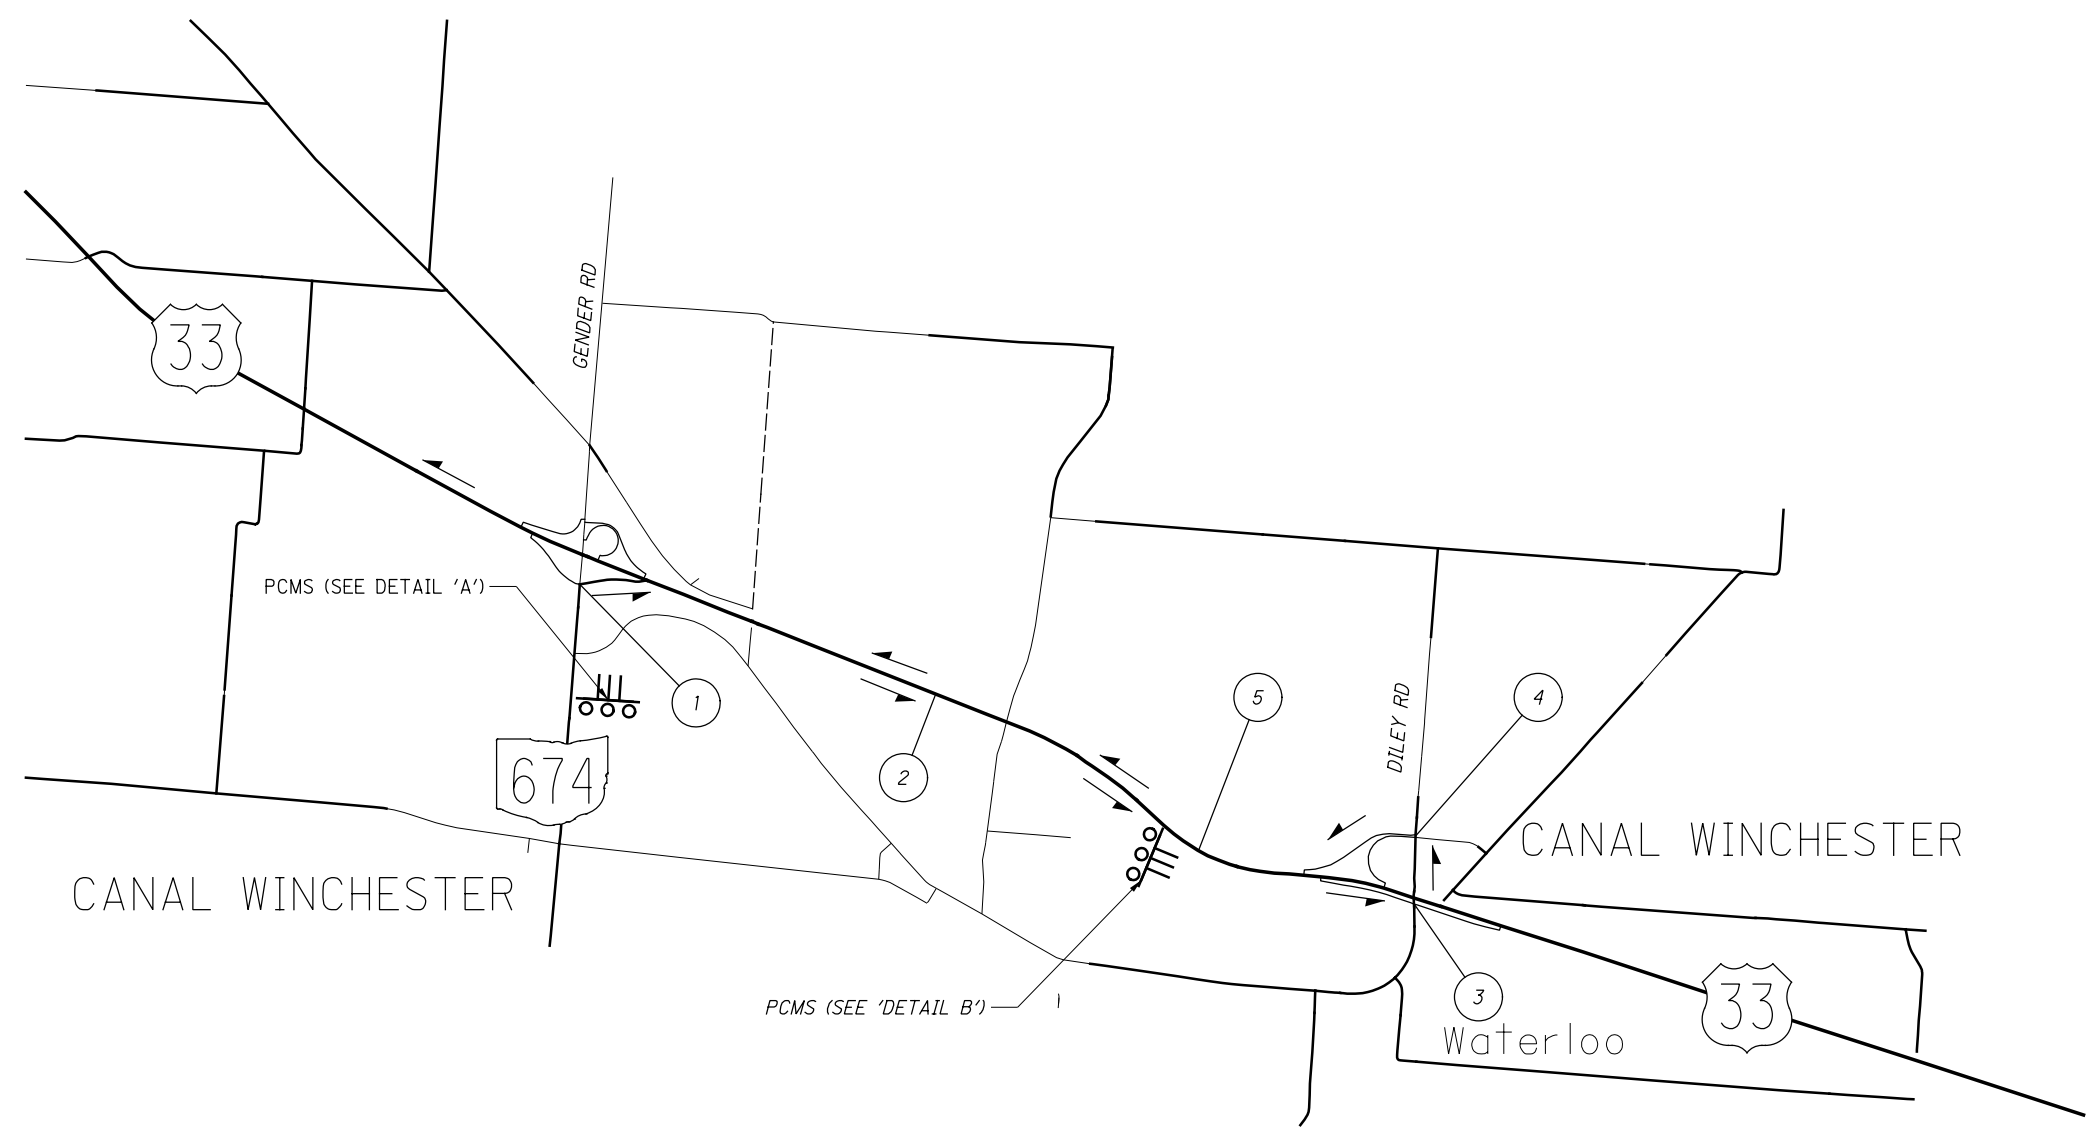 GENDER RD
33
PCMS (SEE DETAIL 'A')
1
5
4
DILEY RD
674
2
CANAL WINCHESTER
CANAL WINCHESTER
PCMS (SEE 'DETAIL B')
3
33
Waterloo